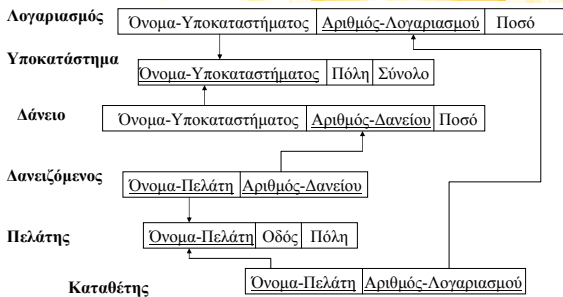 Λογαριασμός Όνομα-Υποκαταστήματος Αριθμός-Λογαριασμού Ποσό
Υποκατάστημα Όνομα-Υποκαταστήματος Πόλη Σύνολο
Δάνειο Όνομα-Υποκαταστήματος Αριθμός-Δανείου Ποσό
Δανειζόμενος Όνομα-Πελάτη Αριθμός-Δανείου
Πελάτης Όνομα-Πελάτη Οδός Πόλη
Καταθέτης Όνομα-Πελάτη Αριθμός-Λογαριασμού